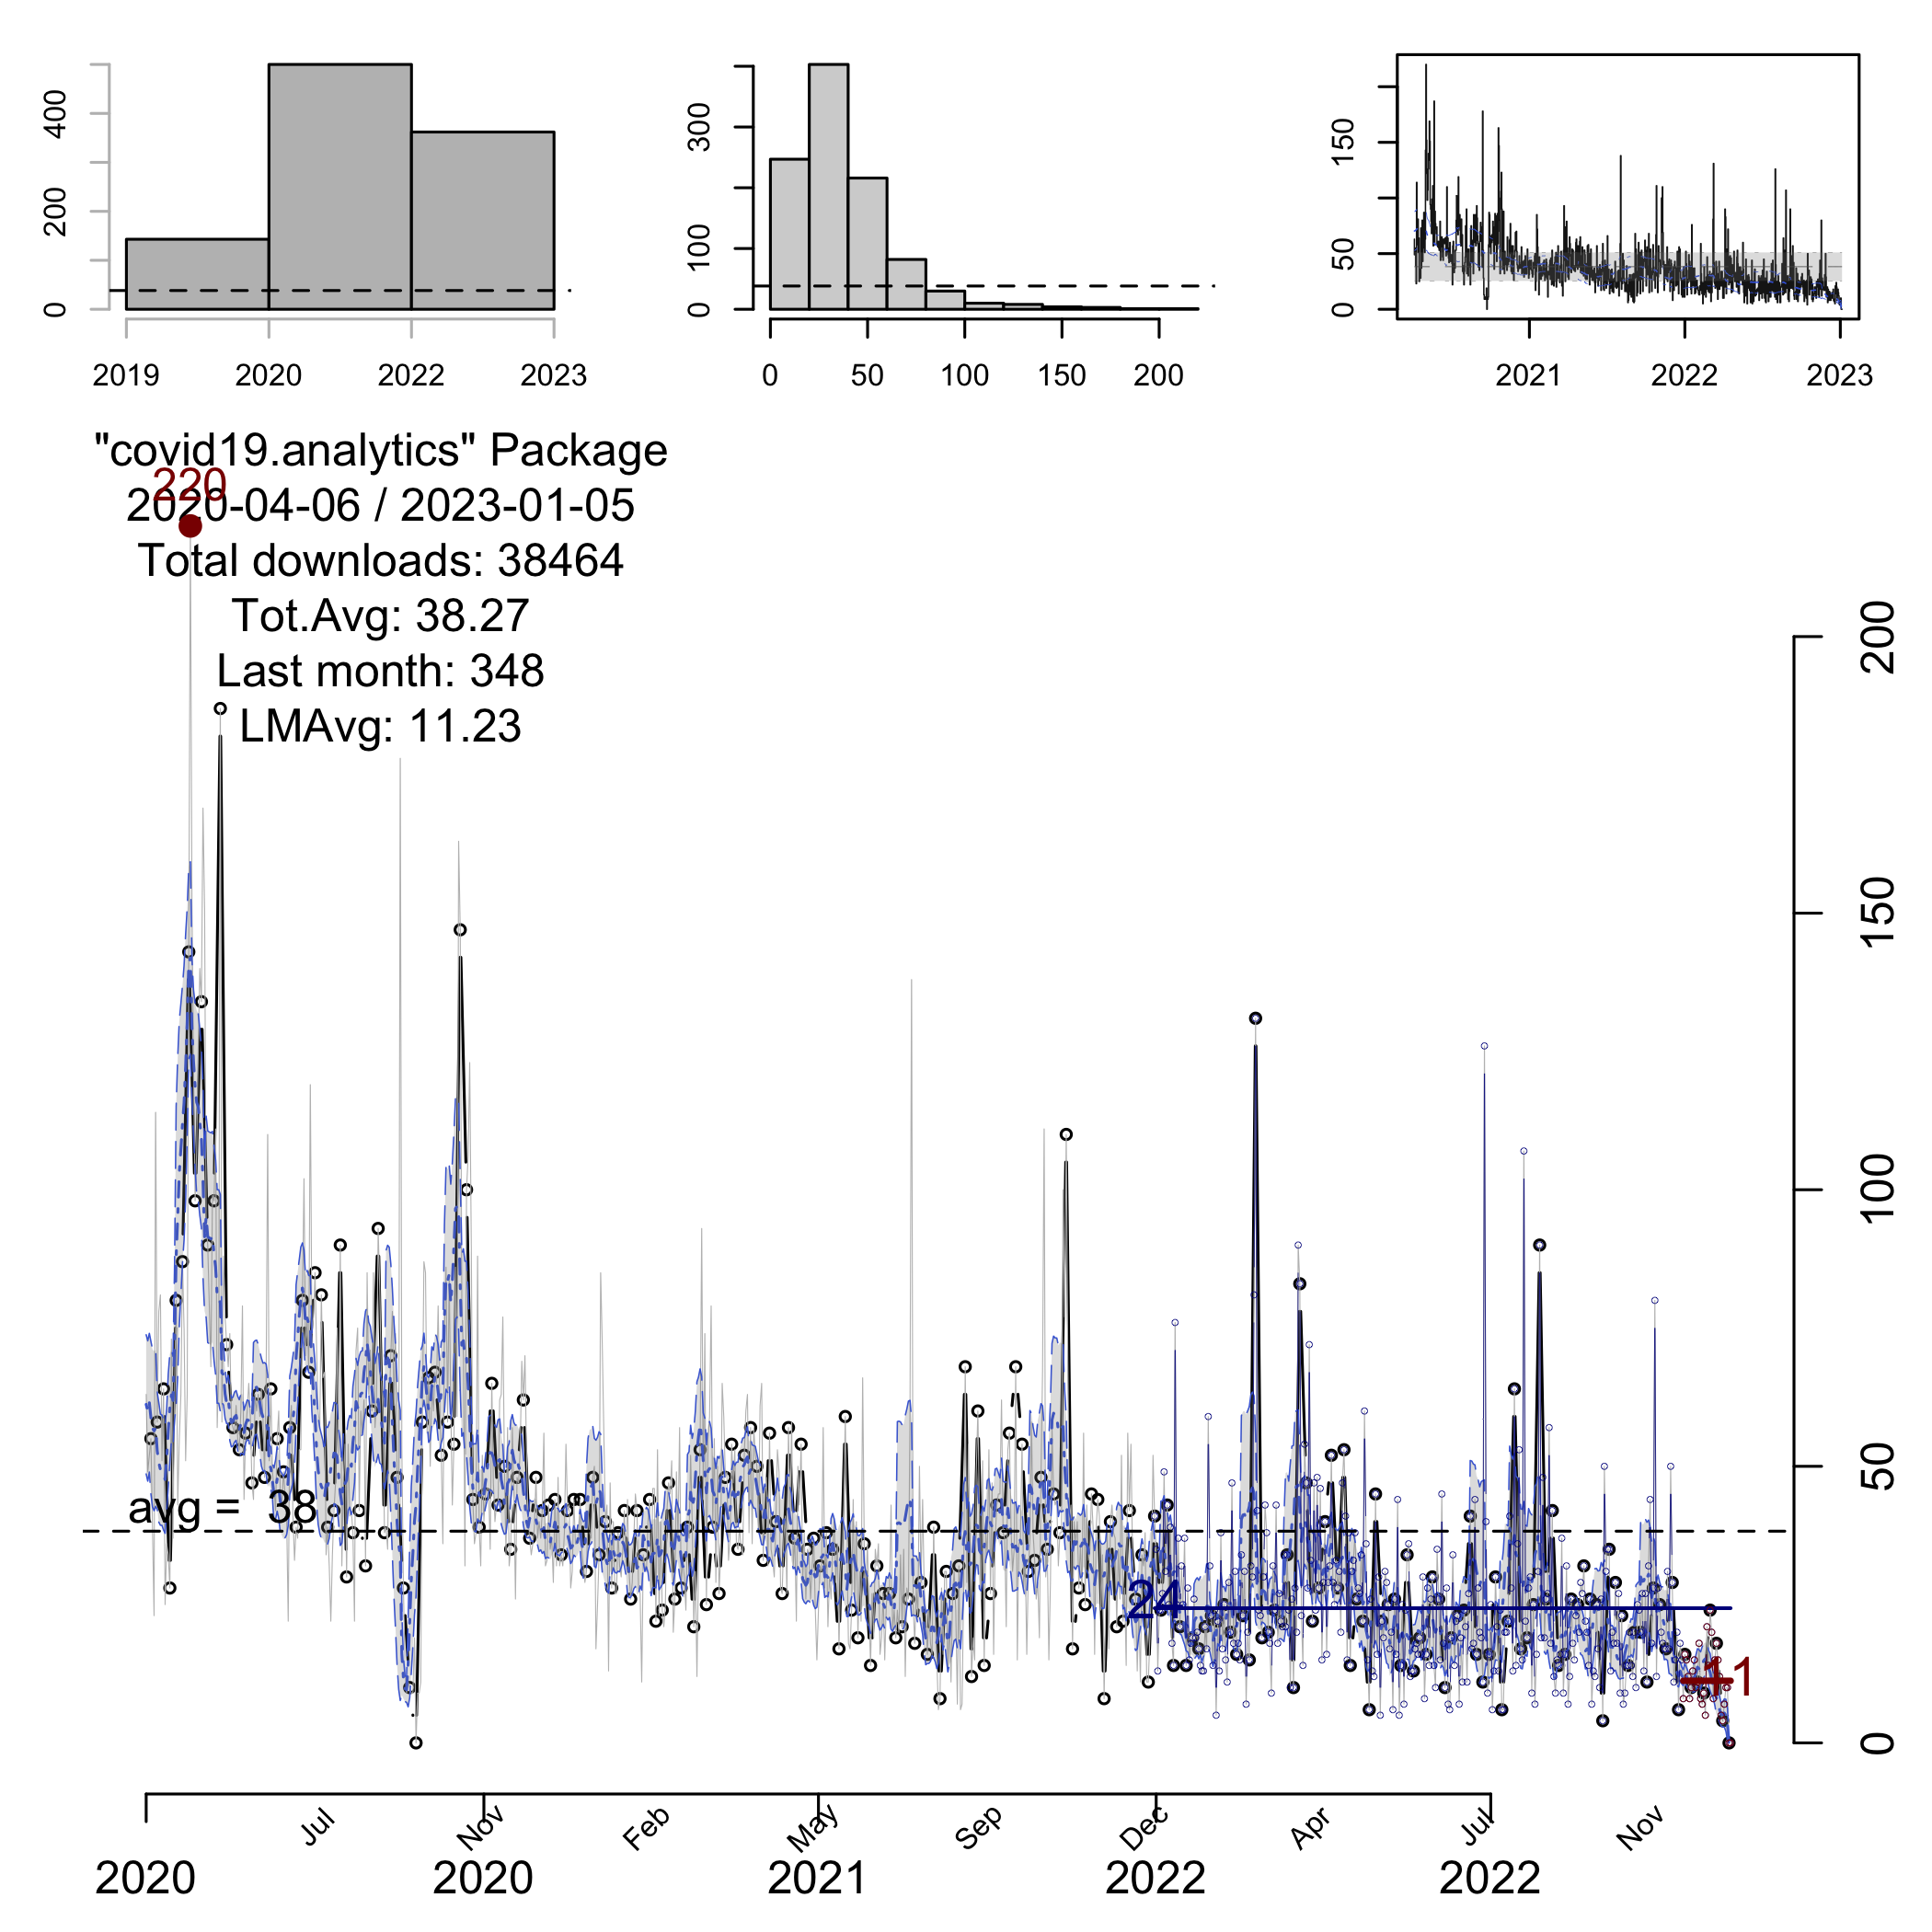 0 200 400
2019 2020 2022 2023
0 100 300
0 50 100 150 200
0 50 150
2021 2022 2023
"covid19.analytics" Package
220
2020-04-06 / 2023-01-05
Total downloads: 38464
Tot.Avg: 38.27
Last month: 348
LMAvg: 11.23
0 50 100 150 200
avg = 38
24
11
Jul Nov Feb May Sep Dec Apr Jul Nov
2020 2020 2021 2022 2022